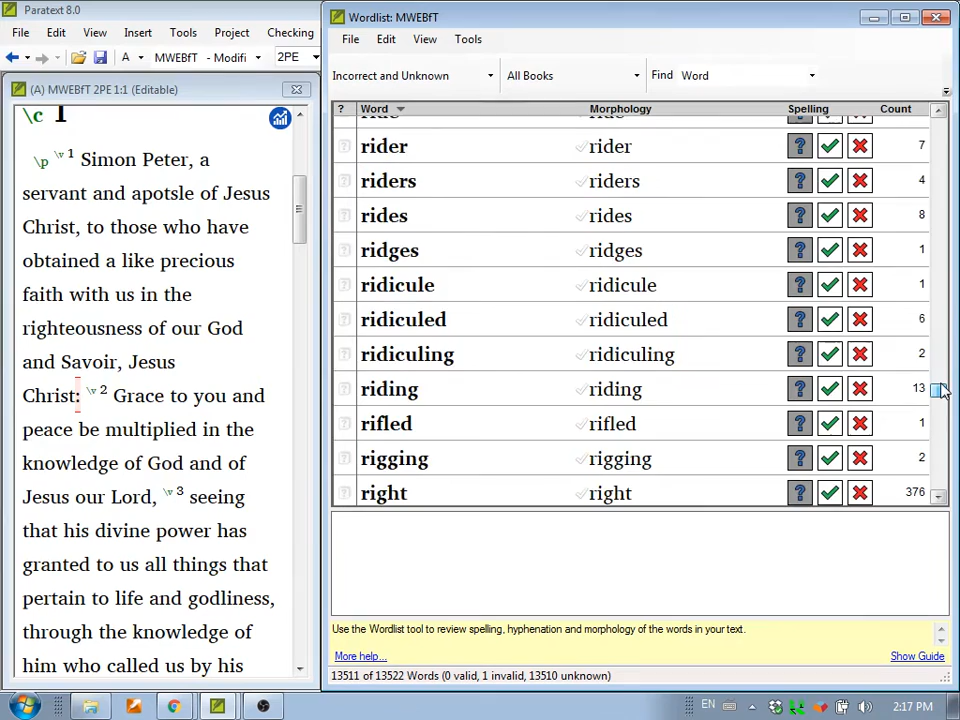 Paratext 8.0
File Edit View Insert Tools Project Checking
A MWEBfT - Modifi 2PE
(A) MWEBfT 2PE 1:1 (Editable)
\c 1
\p \v 1 Simon Peter, a
servant and apotsle of Jesus
Christ, to those who have
obtained a like precious
faith with us in the
righteousness of our God
and Savoir, Jesus
Christ: \v 2 Grace to you and
peace be multiplied in the
knowledge of God and of
Jesus our Lord, \v 3 seeing
that his divine power has
granted to us all things that
pertain to life and godliness,
through the knowledge of
him who called us by his
Wordlist: MWEBfT
File Edit View Tools
Incorrect and Unknown All Books Find Word
? Word Morphology Spelling Count
rider rider ? 7
riders riders ? 4
rides rides ? 8
ridges ridges ? 1
ridicule ridicule ? 1
ridiculed ridiculed ? 6
ridiculing ridiculing ? 2
riding riding ? 13
rifled rifled ? 1
rigging rigging ? 2
right right ? 376
Use the Wordlist tool to review spelling, hyphenation and morphology of the words in your text.
More help... Show Guide
13511 of 13522 Words (0 valid, 1 invalid, 13510 unknown)
EN 2:17 PM